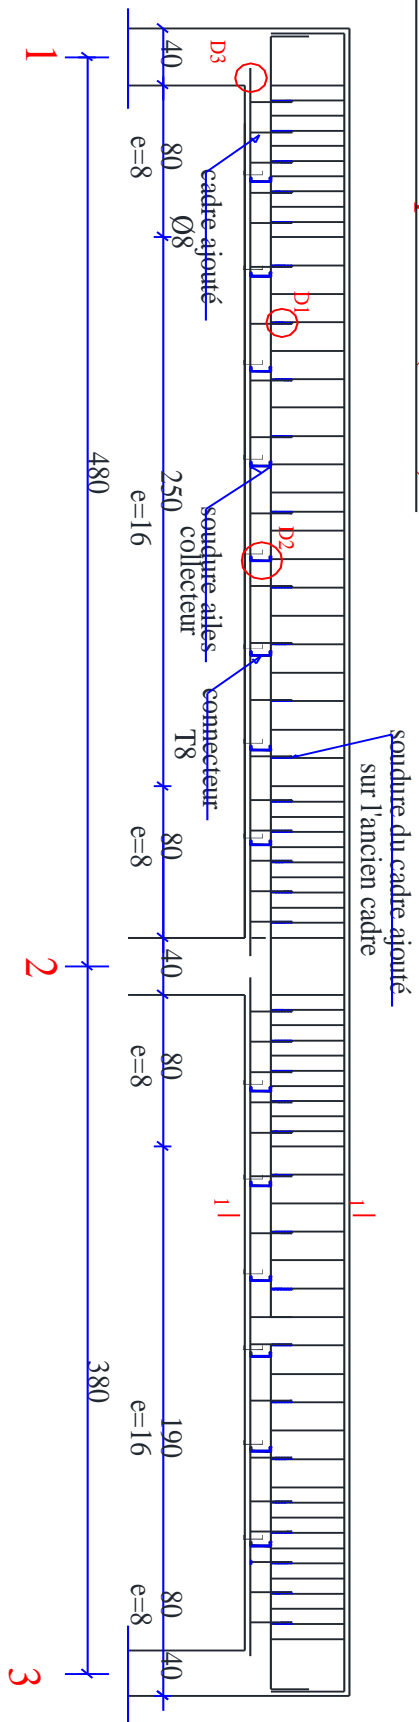 soudure du cadre ajouté
sur l'ancien cadre
1
1
D1
D2
D3
1
cadre ajouté
Ø8
soudure ailes
collecteur
connecteur
T8
40
80
250
80
40
80
190
80
40
e=8
e=16
e=8
e=8
e=16
e=8
480
380
1
2
3